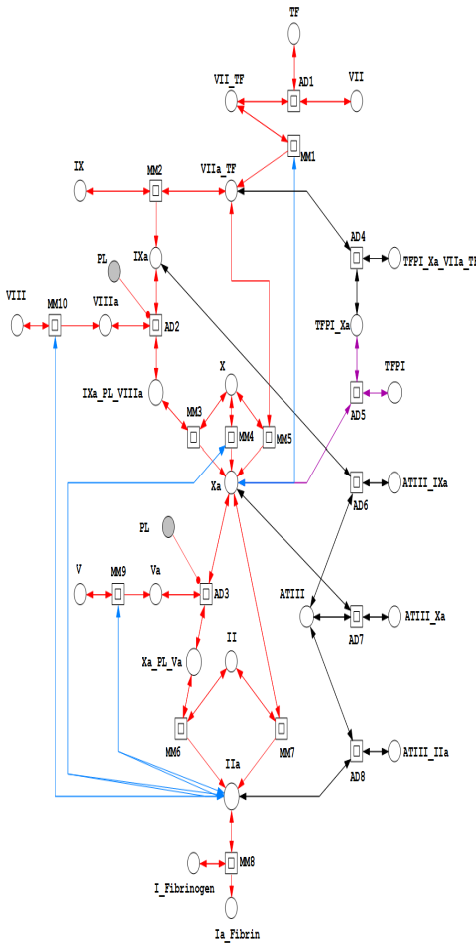 TF
VII_TF
AD1
VII
MM1
IX
MM2
VIIa_TF
AD4
TFPI_Xa_VIIa_TF
PL
IXa
VIII
MM10
VIIIa
AD2
TFPI_Xa
TFPI
AD5
IXa_PL_VIIIa
MM3
X
MM4
MM5
Xa
AD6
ATIII_IXa
PL
V
MM9
Va
AD3
ATIII
AD7
ATIII_Xa
Xa_PL_Va
II
MM6
MM7
IIa
AD8
ATIII_IIa
MM8
I_Fibrinogen
Ia_Fibrin